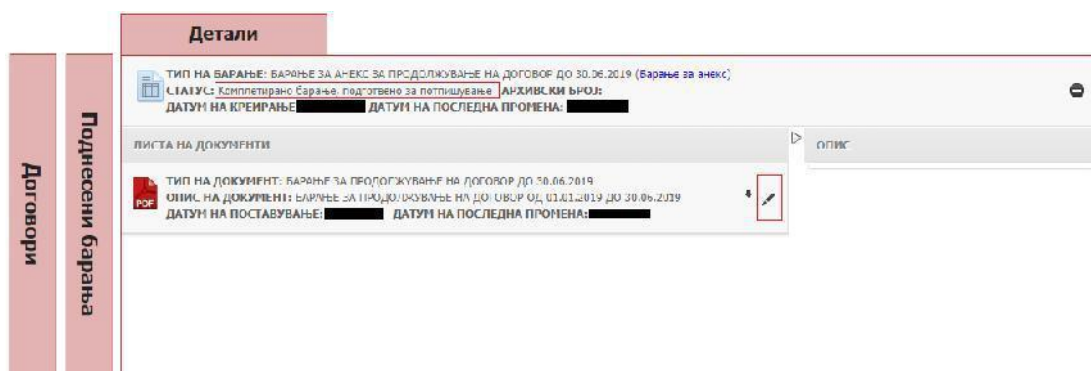 Детали
Договори
Поднесени барања
ТИП НА БАРАЊЕ: БАРАЊЕ ЗА АНЕКС ЗА ПРОДОЛЖУВАЊЕ НА ДОГОВОР ДО 30.06.2019 (Барање за анекс)
СТАТУС: Комплетирано барање, подготвено за потпишување АРХИВСКИ БРОЈ:
ДАТУМ НА КРЕИРАЊЕ ДАТУМ НА ПОСЛЕДНА ПРОМЕНА:
ЛИСТА НА ДОКУМЕНТИ
ОПИС
PDF
ТИП НА ДОКУМЕНТ: БАРАЊЕ ЗА ПРОДОЛЖУВАЊЕ НА ДОГОВОР ДО 30.06.2019
ОПИС НА ДОКУМЕНТ: БАРАЊЕ ЗА ПРОДОЛЖУВАЊЕ НА ДОГОВОР ОД 01.01.2019 ДО 30.06.2019
ДАТУМ НА ПОСТАВУВАЊЕ: ДАТУМ НА ПОСЛЕДНА ПРОМЕНА: